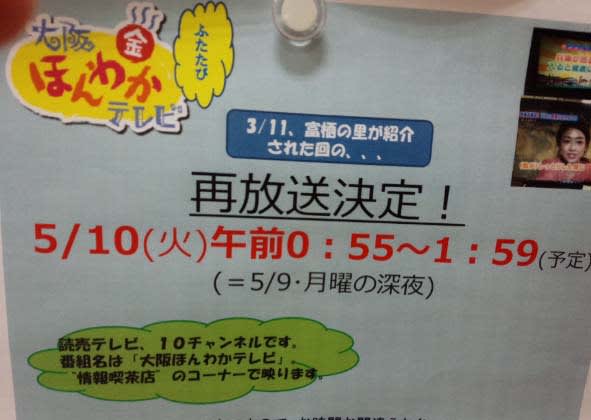 大阪
金
ほんわか
テレビ
ふたたび
3/11、富栖の里が紹介
された回の、、、
再放送決定！
5/10(火)午前0：55～1：59(予定)
(＝5/9･月曜の深夜)
読売テレビ、１０チャンネルです。
番組名は「大阪ほんわかテレビ」、
“情報喫茶店”のコーナーで映ります。